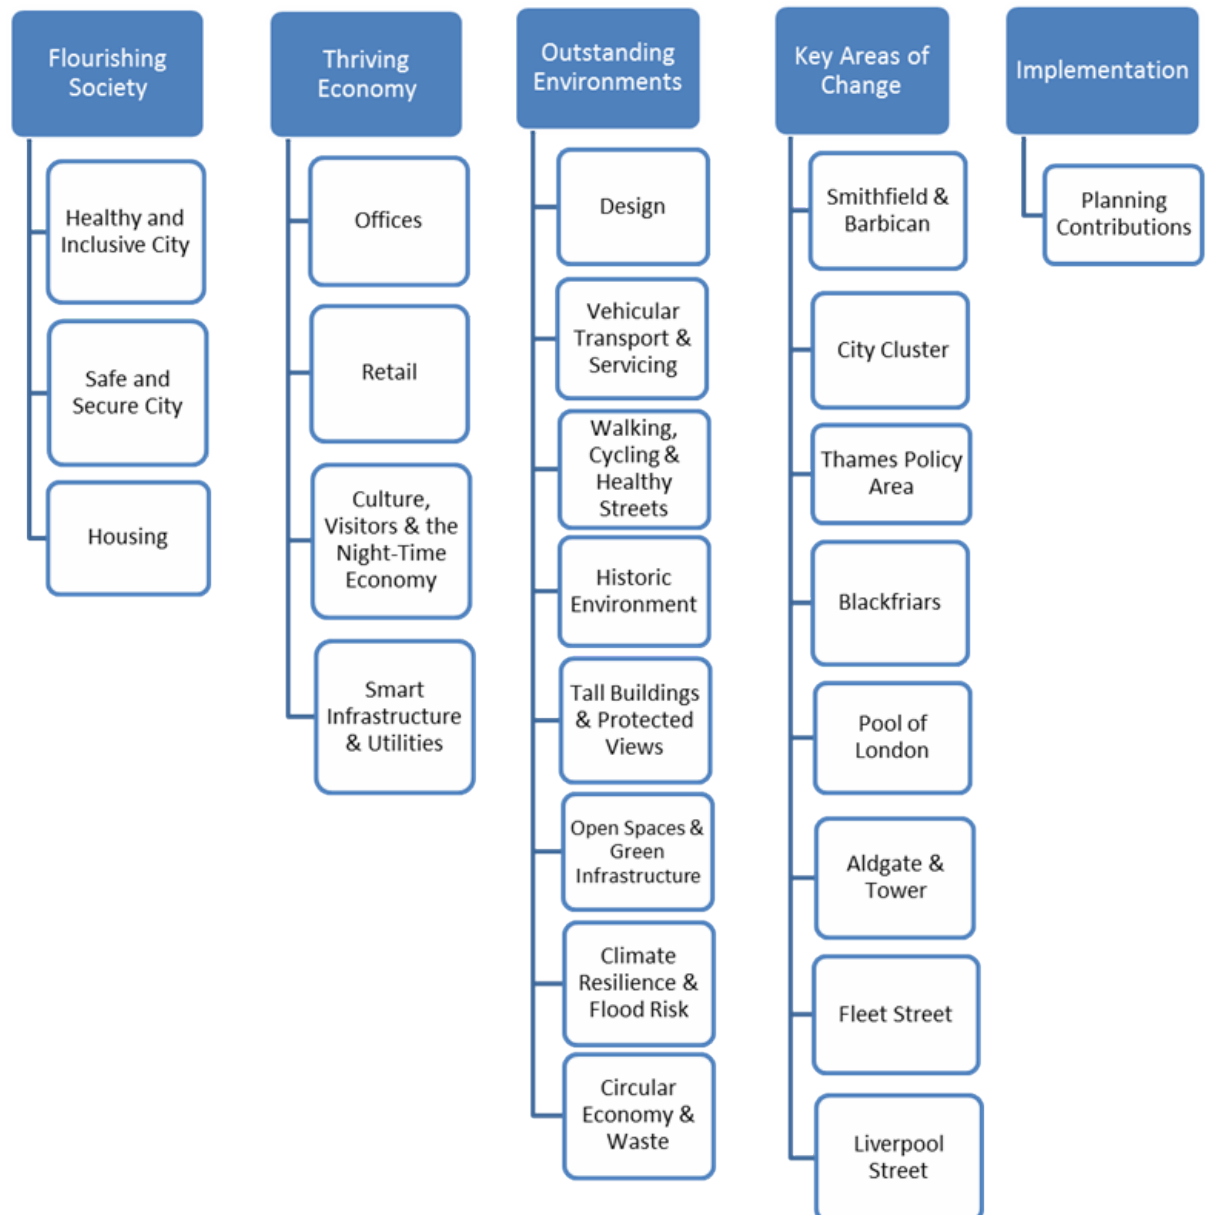 Flourishing
Society
Healthy and
Inclusive City
Safe and
Secure City
Housing
Thriving
Economy
Offices
Retail
Culture,
Visitors & the
Night-Time
Economy
Smart
Infrastructure
& Utilities
Outstanding
Environments
Design
Vehicular
Transport &
Servicing
Walking,
Cycling &
Healthy
Streets
Historic
Environment
Tall Buildings
& Protected
Views
Open Spaces &
Green
Infrastructure
Climate
Resilience &
Flood Risk
Circular
Economy &
Waste
Key Areas of
Change
Smithfield &
Barbican
City Cluster
Thames Policy
Area
Blackfriars
Pool of
London
Aldgate &
Tower
Fleet Street
Liverpool
Street
Implementation
Planning
Contributions